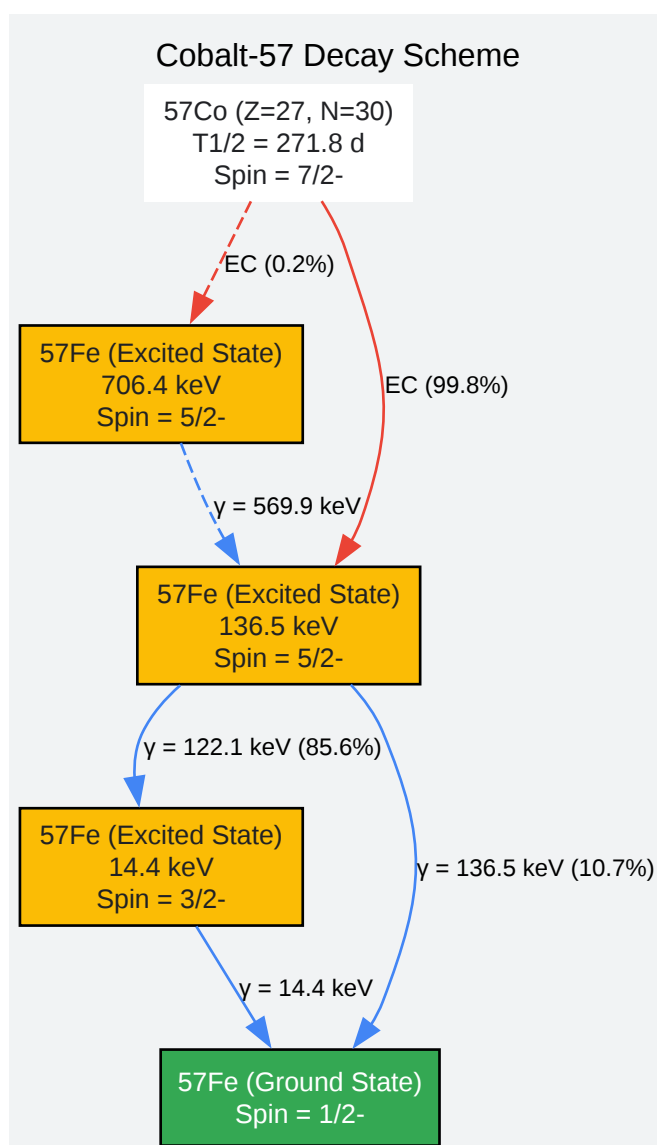 Cobalt-57 Decay Scheme
57Co (Z=27, N=30)
T1/2 = 271.8 d
Spin = 7/2-
EC (0.2%)
57Fe (Excited State)
706.4 keV
Spin = 5/2-
EC (99.8%)
γ = 569.9 keV
57Fe (Excited State)
136.5 keV
Spin = 5/2-
γ = 122.1 keV (85.6%)
57Fe (Excited State)
14.4 keV
Spin = 3/2-
γ = 136.5 keV (10.7%)
γ = 14.4 keV
57Fe (Ground State)
Spin = 1/2-